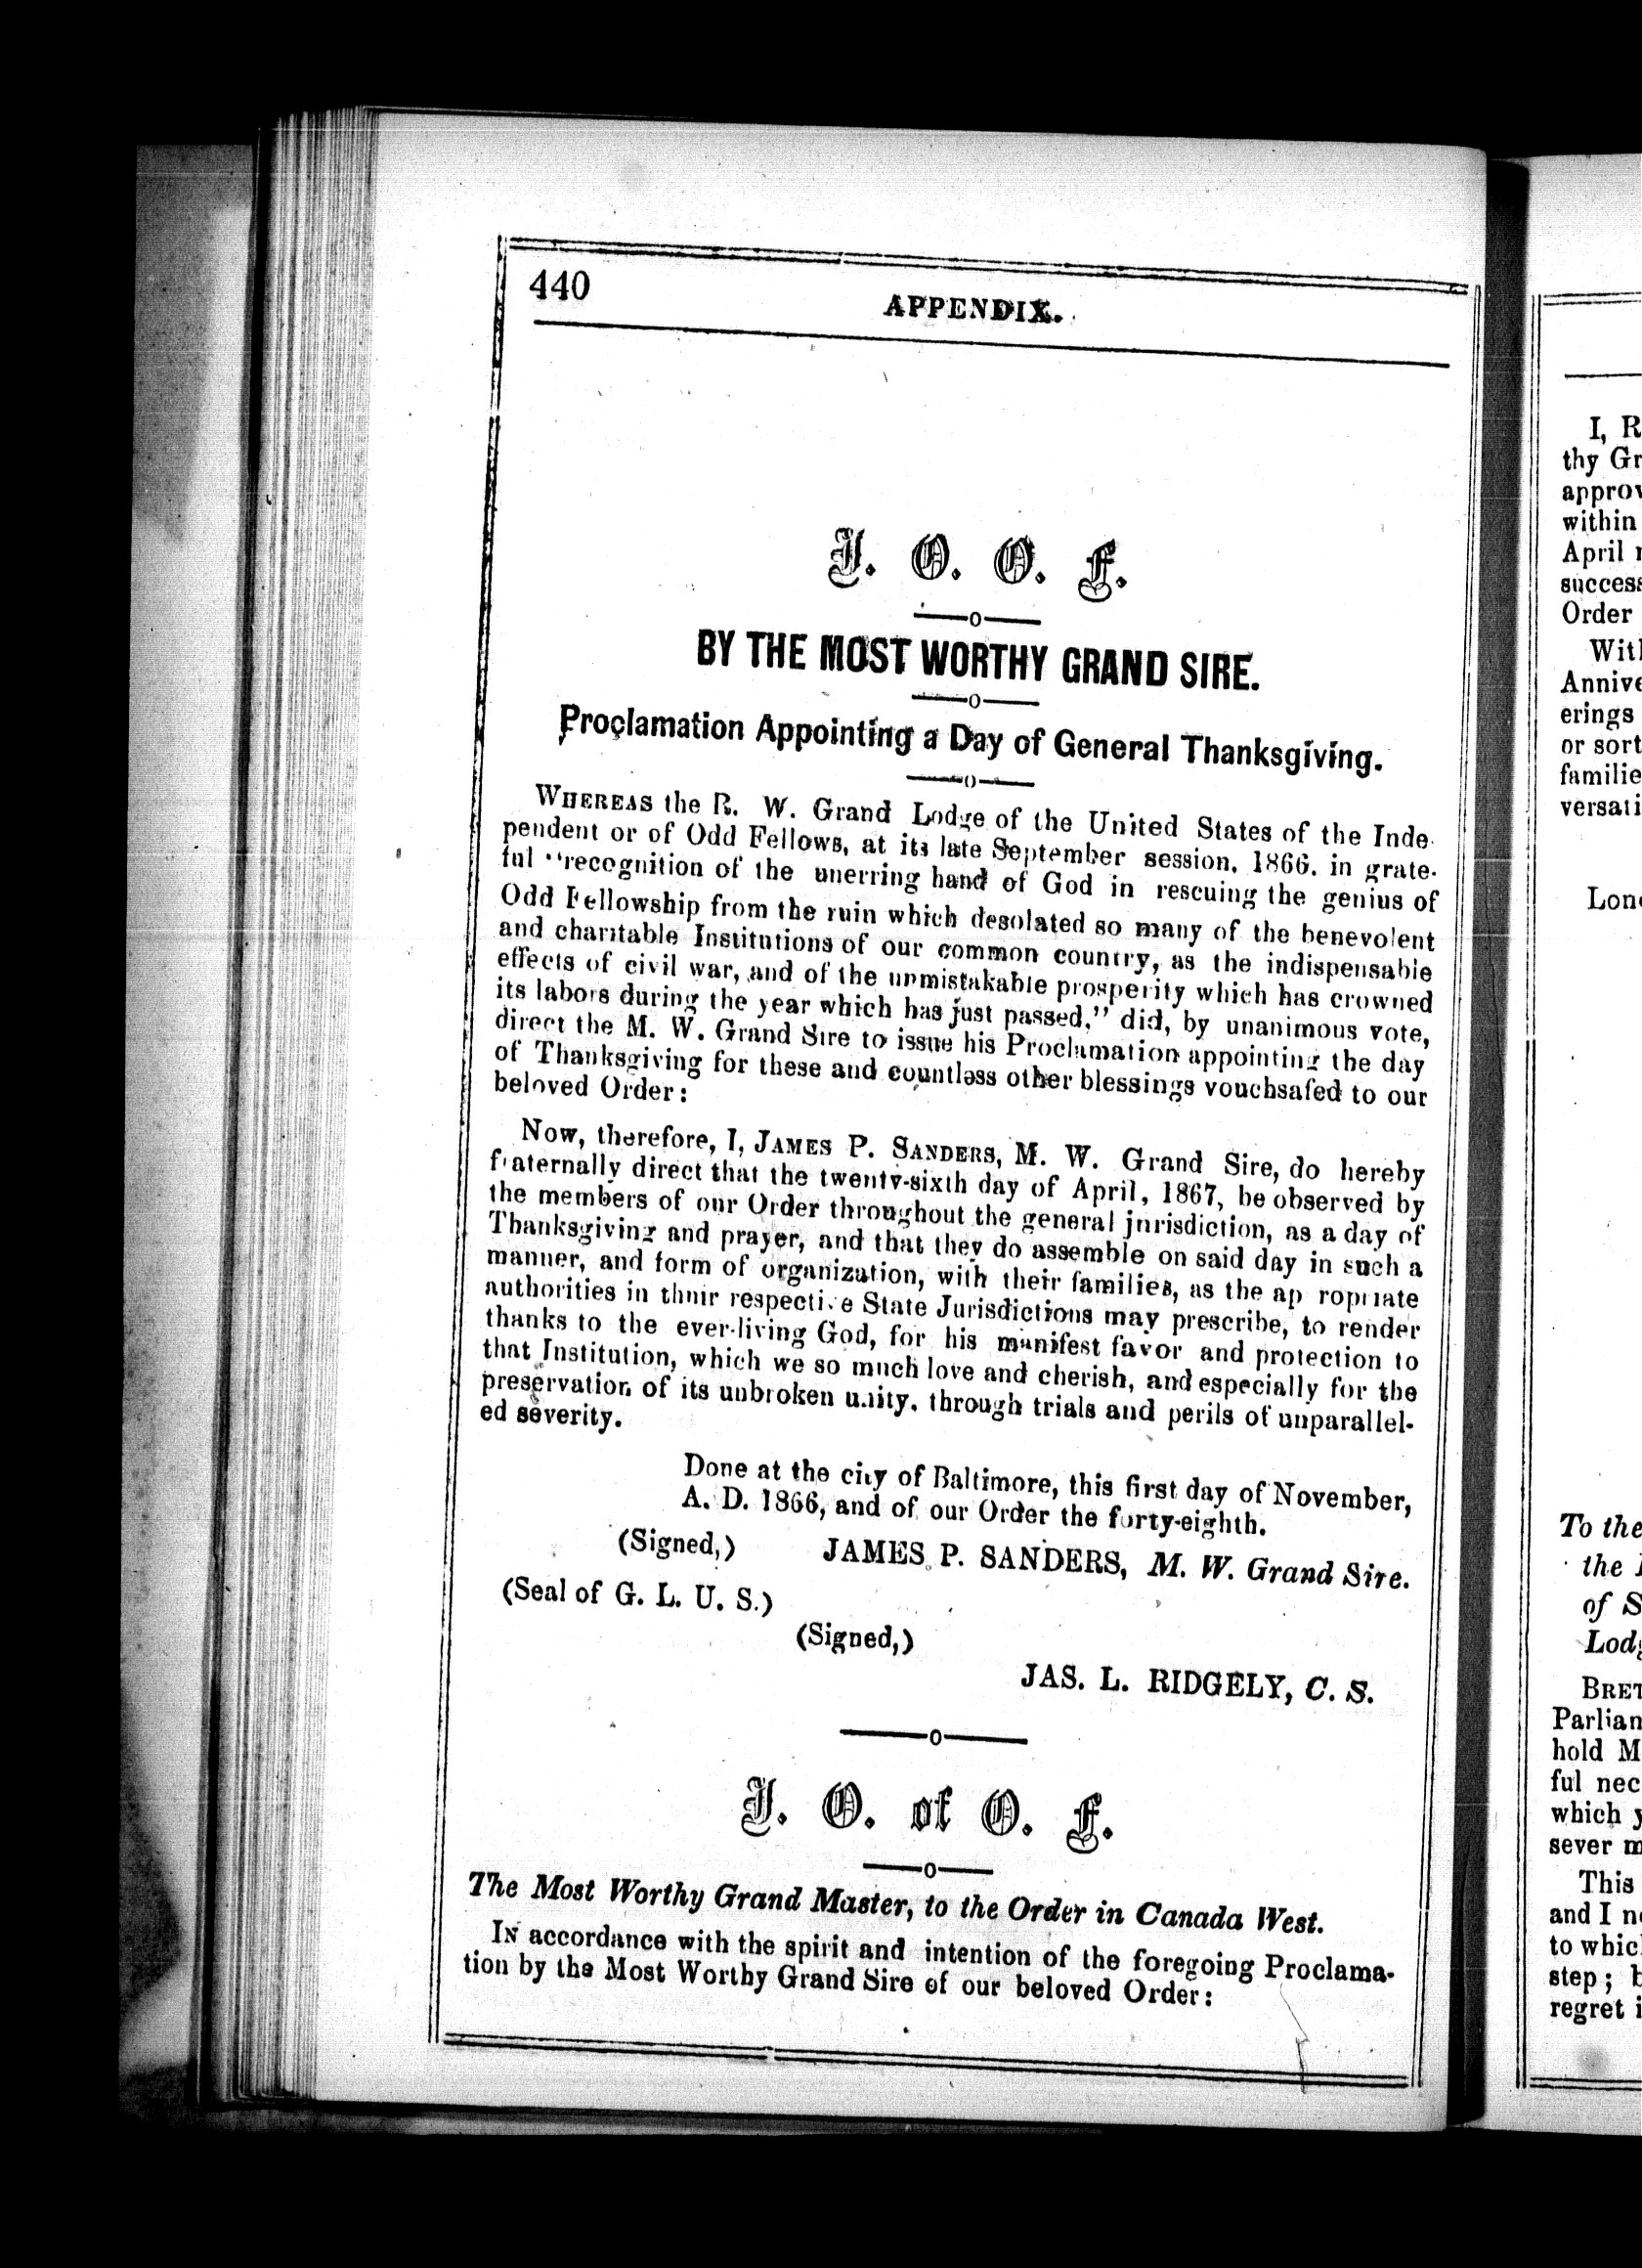 440
APPENDIX.
I. O. O. F.
BY THE MOST WORTHY GRAND SIRE.
Proclamation Appointing a Day of General Thanksgiving.
WHEREAS the R. W. Grand Lodge of the United States of the Inde-
pendent or of Odd Fellows, at its late September session, 1866. in grate-
ful "recognition of the unerring hand of God in rescuing the genius of
Odd Fellowship from the ruin which desolated so many of the benevolent
and charitable Institutions of our common country, as the indispensable
effects of civil war, and of the unmistakable prosperity which has crowned
its labors during the year which has just passed," did, by unanimous vote,
direct the M. W. Grand Sire to issue his Proclamation appointing the day
of Thanksgiving for these and countless other blessings vouchsafed to our
beloved Order:
Now, therefore, I, JAMES P. SANDERS, M. W. Grand Sire, do hereby
fraternally direct that the twenty-sixth day of April, 1867, be observed by
the members of our Order throughout the general jurisdiction, as a day of
Thanksgiving and prayer, and that they do assemble on said day in such a
manner, and form of organization, with their families, as the ap ropriate
authorities in thuir respective State Jurisdictions may prescribe, to render
thanks to the ever-living God, for his manifest favor and protection to
that Institution, which we so much love and cherish, and especially for the
preservation of its unbroken unity, through trials and perils of unparallel-
ed severity.
Done at the city of Baltimore, this first day of November,
A. D. 1866, and of our Order the forty-eighth.
(Signed,) JAMES P. SANDERS, M. W. Grand Sire.
(Seal of G. L. U. S.)
(Signed,)
JAS. L. RIDGELY, C. S.
I. O. of O. F.
The Most Worthy Grand Master, to the Order in Canada West.
IN accordance with the spirit and intention of the foregoing Proclama-
tion by the Most Worthy Grand Sire of our beloved Order:
I, R
thy Gr
approv
within
April
success
Order
With
Annive
erings
or sort
familie
versati
Lon
To the
the
of S
Lodg
BRET
Parliam
hold M
ful nec
which y
sever m
This
and I n
to whic
step;
regret i